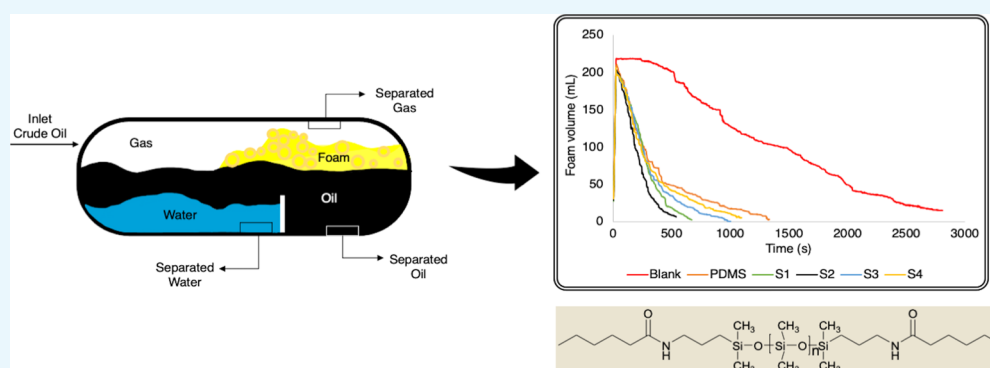 Inlet
Crude Oil
Gas
Separated
Gas
Foam
Oil
Water
Separated
Water
Separated
Oil
Foam volume (mL)
250
200
150
100
50
0
0 500 1000 1500 2000 2500 3000
Time (s)
Blank PDMS S1 S2 S3 S4
O CH₃ CH₃ CH₃ O
N Si O Si O Si N
H n H
CH₃ CH₃ CH₃